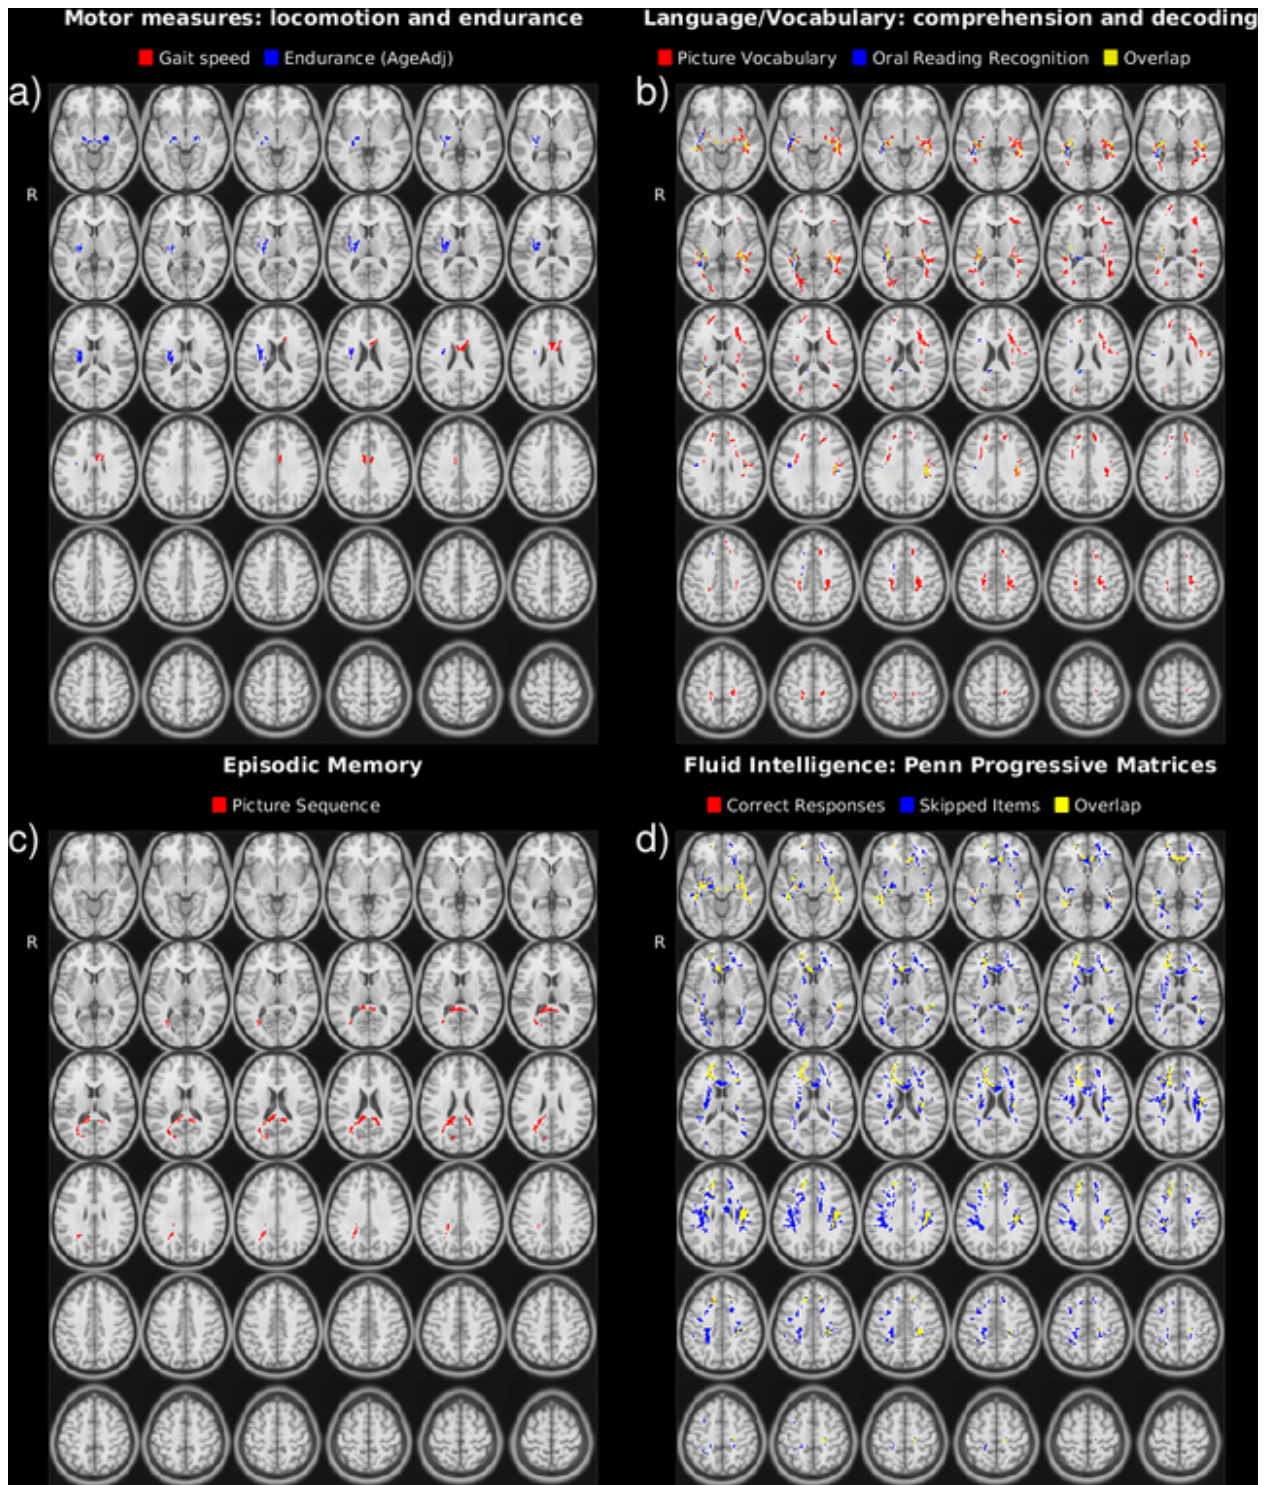 Motor measures: locomotion and endurance
Gait speed Endurance (AgeAdj)
a)
R
Language/Vocabulary: comprehension and decoding
Picture Vocabulary Oral Reading Recognition Overlap
b)
R
Episodic Memory
Picture Sequence
c)
R
Fluid Intelligence: Penn Progressive Matrices
Correct Responses Skipped Items Overlap
d)
R